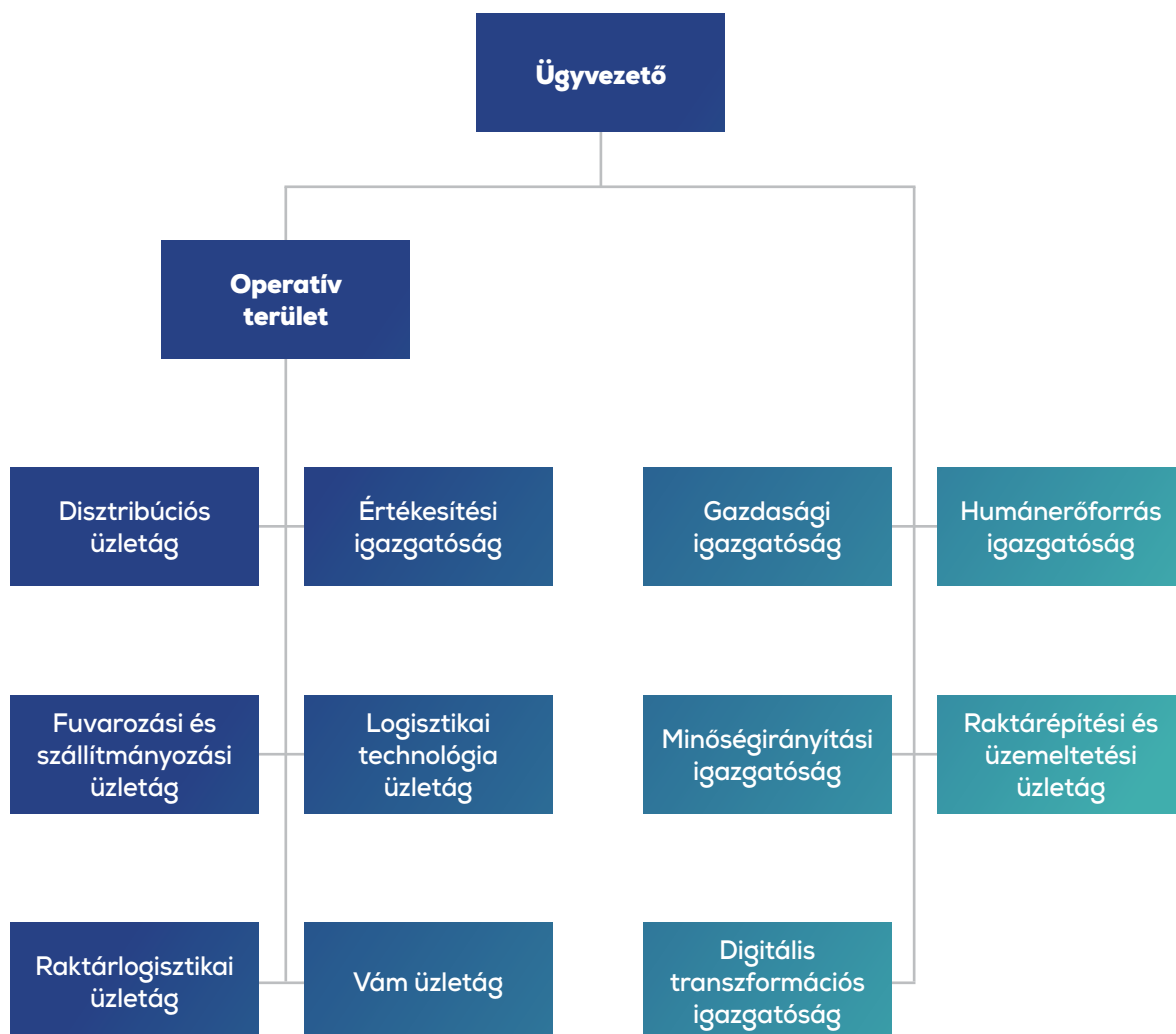 Ügyvezető
Operatív
terület
Disztribúciós
üzletág
Értékesítési
igazgatóság
Gazdasági
igazgatóság
Humánerőforrás
igazgatóság
Fuvarozási és
szállítmányozási
üzletág
Logisztikai
technológia
üzletág
Minőségirányítási
igazgatóság
Raktárépítési és
üzemeltetési
üzletág
Raktárlogisztikai
üzletág
Vám üzletág
Digitális
transzformációs
igazgatóság